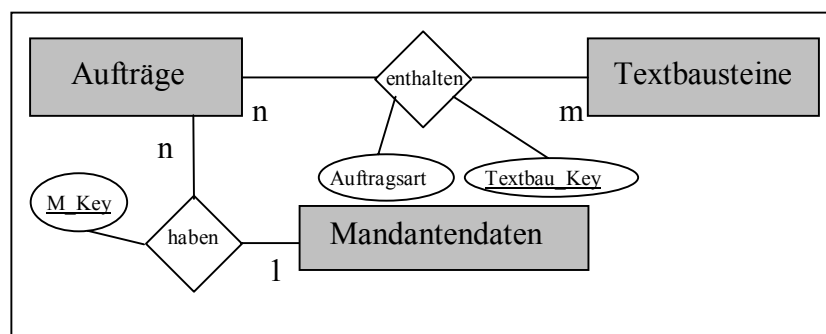 Aufträge
enthalten
Textbausteine
n
m
n
Auftragsart
Textbau_Key
M_Key
haben
1
Mandantendaten